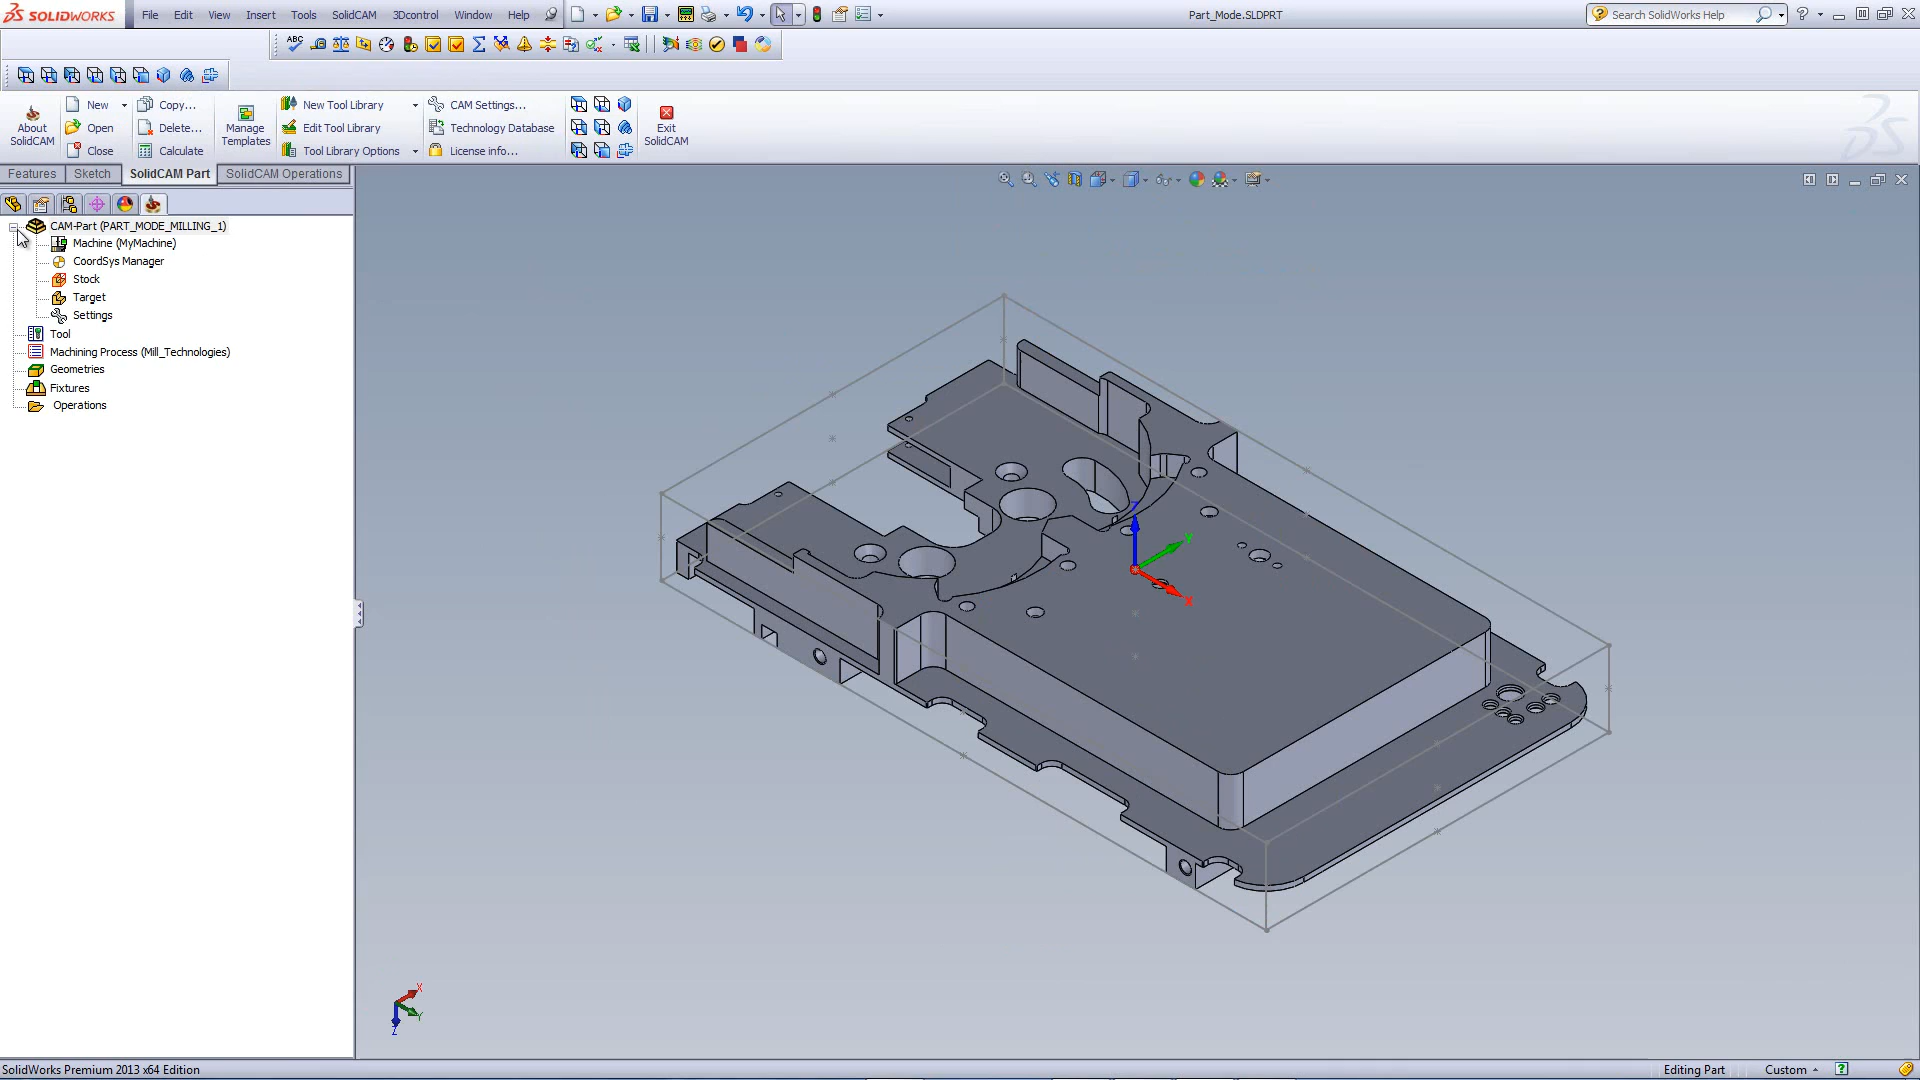 SOLIDWORKS File Edit View Insert Tools SolidCAM 3Dcontrol Window Help Part_Mode.SLDPRT Search SolidWorks Help
ABC
About SolidCAM
New
Open
Close
Copy...
Delete...
Calculate
Manage Templates
New Tool Library
Edit Tool Library
Tool Library Options
CAM Settings...
Technology Database
License info...
Exit SolidCAM
Features Sketch SolidCAM Part SolidCAM Operations
CAM-Part (PART_MODE_MILLING_1)
Machine (MyMachine)
CoordSys Manager
Stock
Target
Settings
Tool
Machining Process (Mill_Technologies)
Geometries
Fixtures
Operations
Z
Y
X
X
Y
Z
SolidWorks Premium 2013 x64 Edition Editing Part Custom